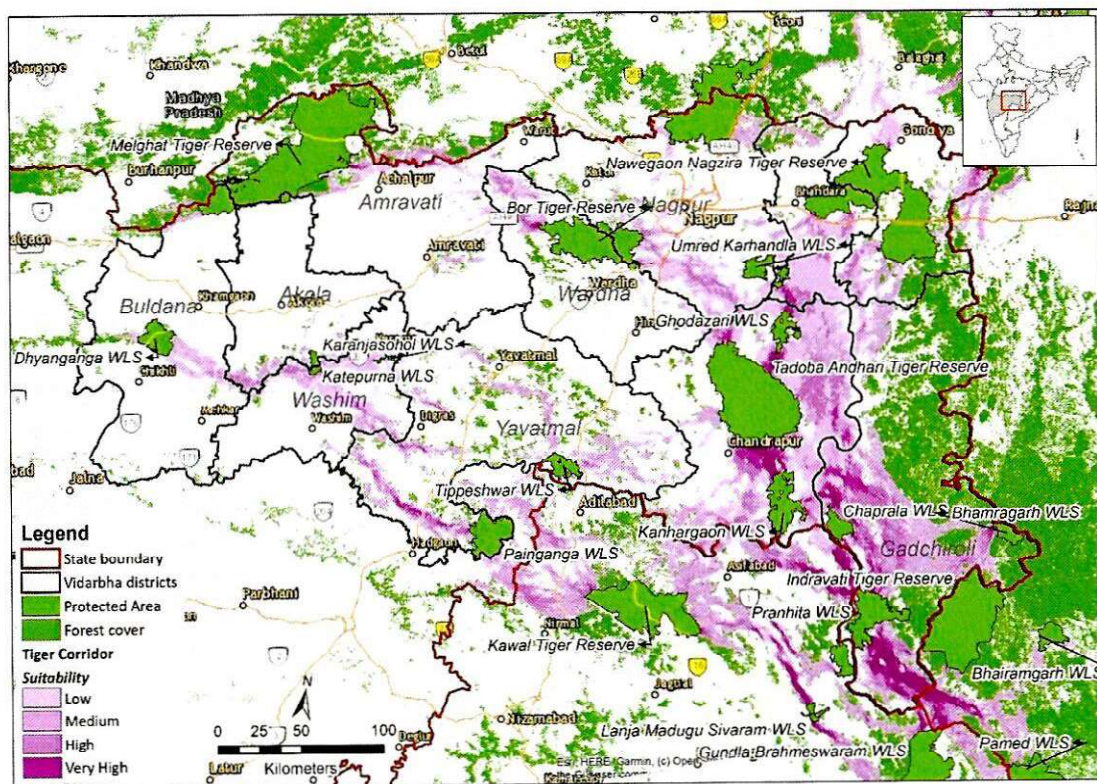 Seoni
Betul
Balaghat
Khandwa
Madhya
Pradesh
Melghat Tiger Reserve
Burhanpur
Achalpur
Amravati
Gondiya
Nawegaon Nagzira Tiger Reserve
Bhandara
Bor Tiger Reserve
Nagpur
Nagpur
Rajna
Amravati
Umred Karhandla WLS
Wardha
Wardha
Buldana
Khamgaon
Akola
Ghodazari WLS
Karanjasohol WLS
Dhyanganga WLS
Yavatmal
Katepurna WLS
Tadoba Andhari Tiger Reserve
Washim
Washim
Digras
Yavatmal
Chandrapur
Jalna
Tippeshwar WLS
Adilabad
Chaprala WLS
Bhamragarh WLS
Kanhargaon WLS
Gadchiroli
Painganga WLS
Asifabad
Indravati Tiger Reserve
Pranhita WLS
Parbhani
Nirmal
Kawal Tiger Reserve
Bhairamgarh WLS
Jagtial
Nizamabad
Lanja Madugu Sivaram WLS
Gundla Brahmeswaram WLS
Pamed WLS
Degur
Latur
Legend
State boundary
Vidarbha districts
Protected Area
Forest cover
Tiger Corridor
Suitability
Low
Medium
High
Very High
N
0 25 50 100
Kilometers